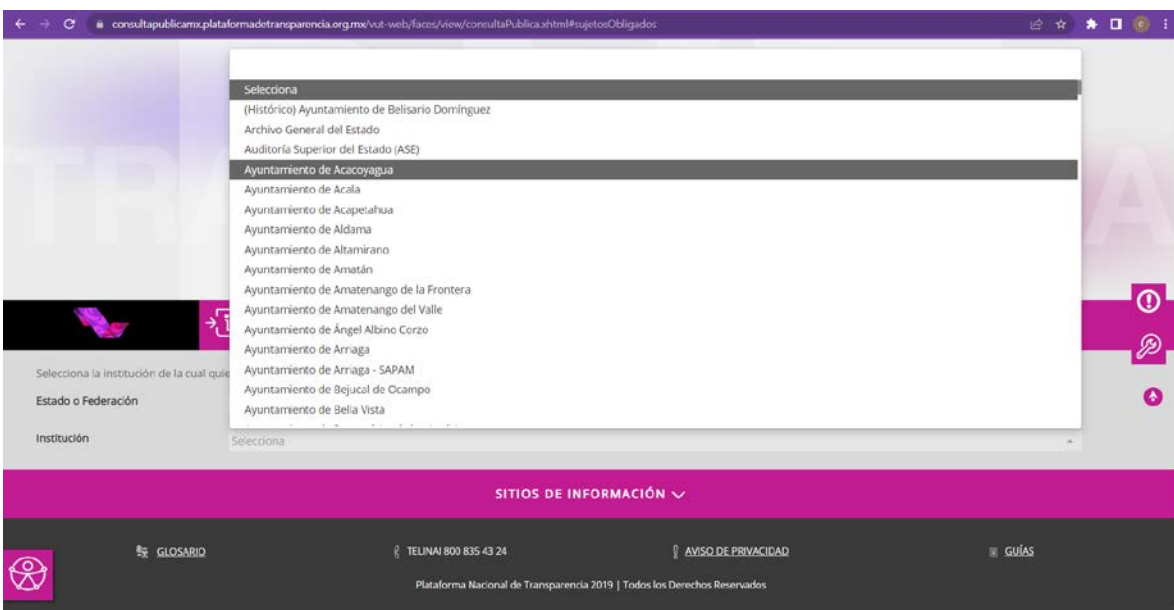 consultapublicamx.plataformadetransparencia.org.mx/vut-web/faces/view/consultaPublica.xhtml#sujetosObligados
Selecciona
(Histórico) Ayuntamiento de Belisario Domínguez
Archivo General del Estado
Auditoría Superior del Estado (ASE)
Ayuntamiento de Acacoyagua
Ayuntamiento de Acala
Ayuntamiento de Acapetahua
Ayuntamiento de Aldama
Ayuntamiento de Altamirano
Ayuntamiento de Amatán
Ayuntamiento de Amatenango de la Frontera
Ayuntamiento de Amatenango del Valle
Ayuntamiento de Ángel Albino Corzo
Ayuntamiento de Arriaga
Ayuntamiento de Arriaga - SAPAM
Ayuntamiento de Bejucal de Ocampo
Ayuntamiento de Bella Vista
Selecciona la institución de la cual quie
Estado o Federación
Institución
Selecciona
SITIOS DE INFORMACIÓN
GLOSARIO
TELINAI 800 835 43 24
AVISO DE PRIVACIDAD
GUÍAS
Plataforma Nacional de Transparencia 2019 | Todos los Derechos Reservados